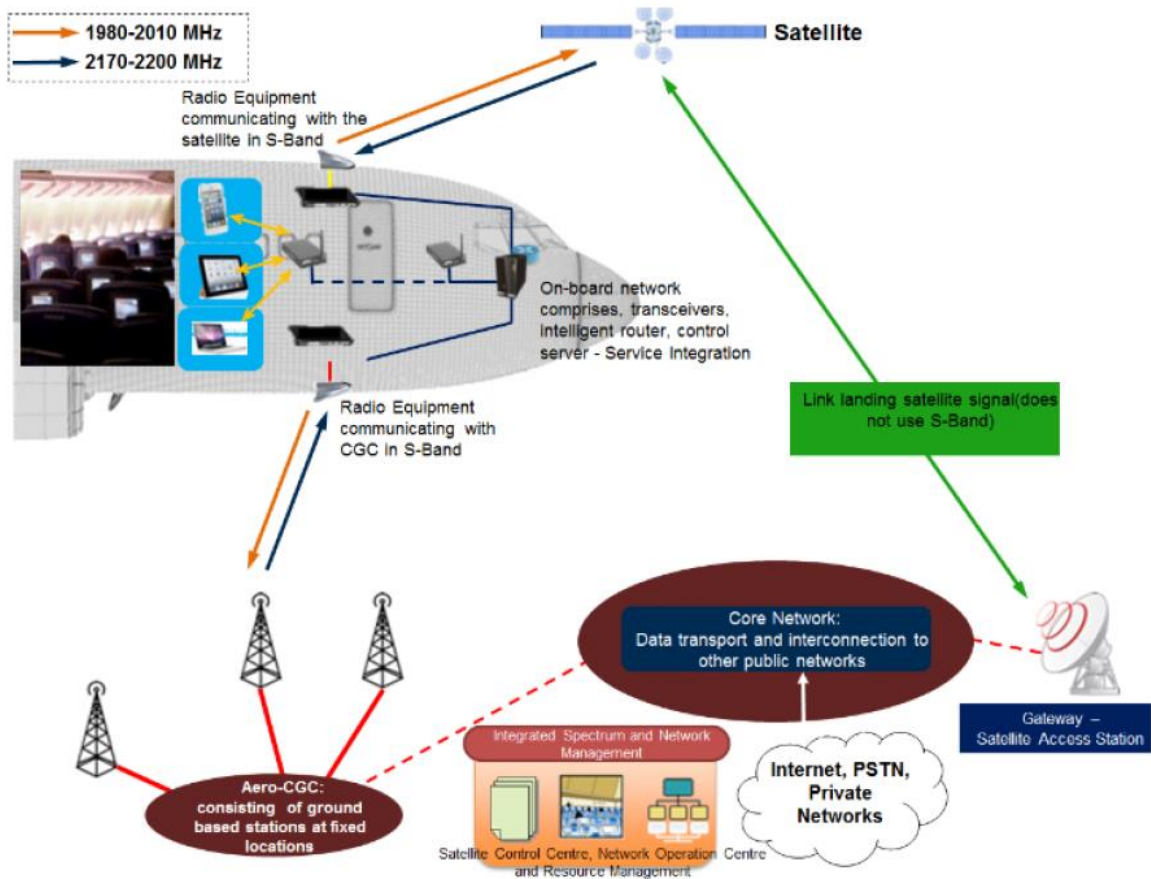 1980-2010 MHz
2170-2200 MHz
Satellite
Radio Equipment
communicating with the
satellite in S-Band
On-board network
comprises, transceivers,
intelligent router, control
server - Service Integration
Radio Equipment
communicating with
CGC in S-Band
Link landing satellite signal(does
not use S-Band)
Core Network:
Data transport and interconnection to
other public networks
Gateway –
Satellite Access Station
Integrated Spectrum and Network
Management
Internet, PSTN,
Private
Networks
Aero-CGC:
consisting of ground
based stations at fixed
locations
Satellite Control Centre, Network Operation Centre
and Resource Management